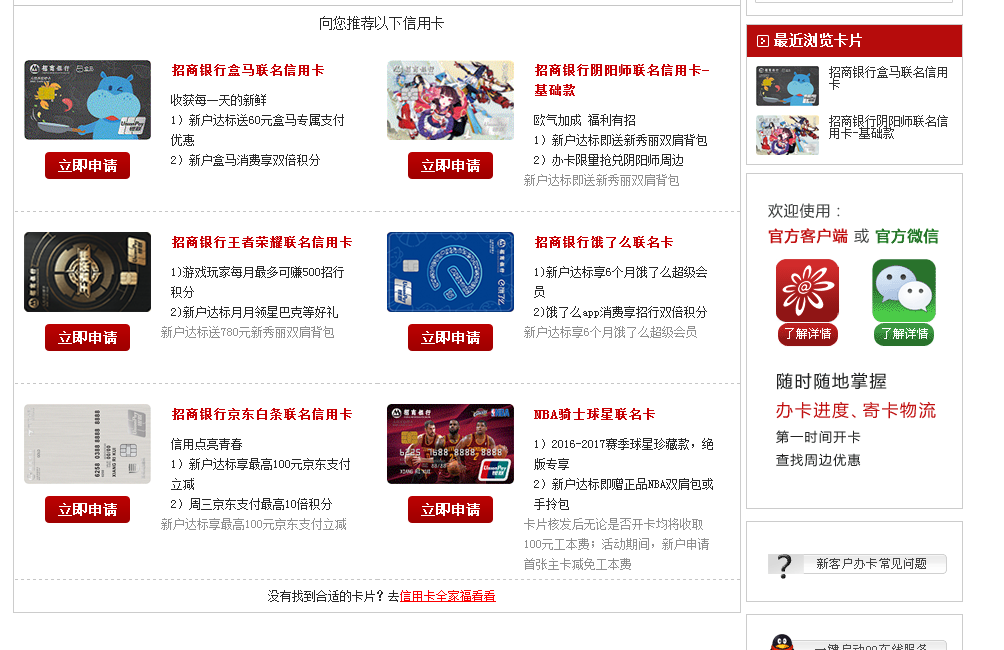 向您推荐以下信用卡
招商银行盒马联名信用卡
收获每一天的新鲜
1）新户达标送60元盒马专属支付
优惠
2）新户盒马消费享双倍积分
立即申请
招商银行阴阳师联名信用卡-
基础款
欧气加成 福利有招
1）新户达标即送新秀丽双肩背包
2）办卡限量抢兑阴阳师周边
新户达标即送新秀丽双肩背包
立即申请
招商银行王者荣耀联名信用卡
1)游戏玩家每月最多可赚500招行
积分
2)新户达标月月领星巴克等好礼
新户达标送780元新秀丽双肩背包
立即申请
招商银行饿了么联名卡
1)新户达标享6个月饿了么超级会
员
2)饿了么app消费享招行双倍积分
新户达标享6个月饿了么超级会员
立即申请
招商银行京东白条联名信用卡
信用点亮青春
1）新户达标享最高100元京东支付
立减
2）周三京东支付最高10倍积分
新户达标享最高100元京东支付立减
立即申请
NBA骑士球星联名卡
1）2016-2017赛季球星珍藏款，绝
版专享
2）新户达标即赠正品NBA双肩包或
手拎包
卡片核发后无论是否开卡均将收取
100元工本费；活动期间，新户申请
首张主卡减免工本费
立即申请
没有找到合适的卡片？去信用卡全家福看看
最近浏览卡片
招商银行盒马联名信用
卡
招商银行阴阳师联名信
用卡-基础款
欢迎使用：
官方客户端 或 官方微信
了解详情
了解详情
随时随地掌握
办卡进度、寄卡物流
第一时间开卡
查找周边优惠
新客户办卡常见问题
一键启动QQ在线服务